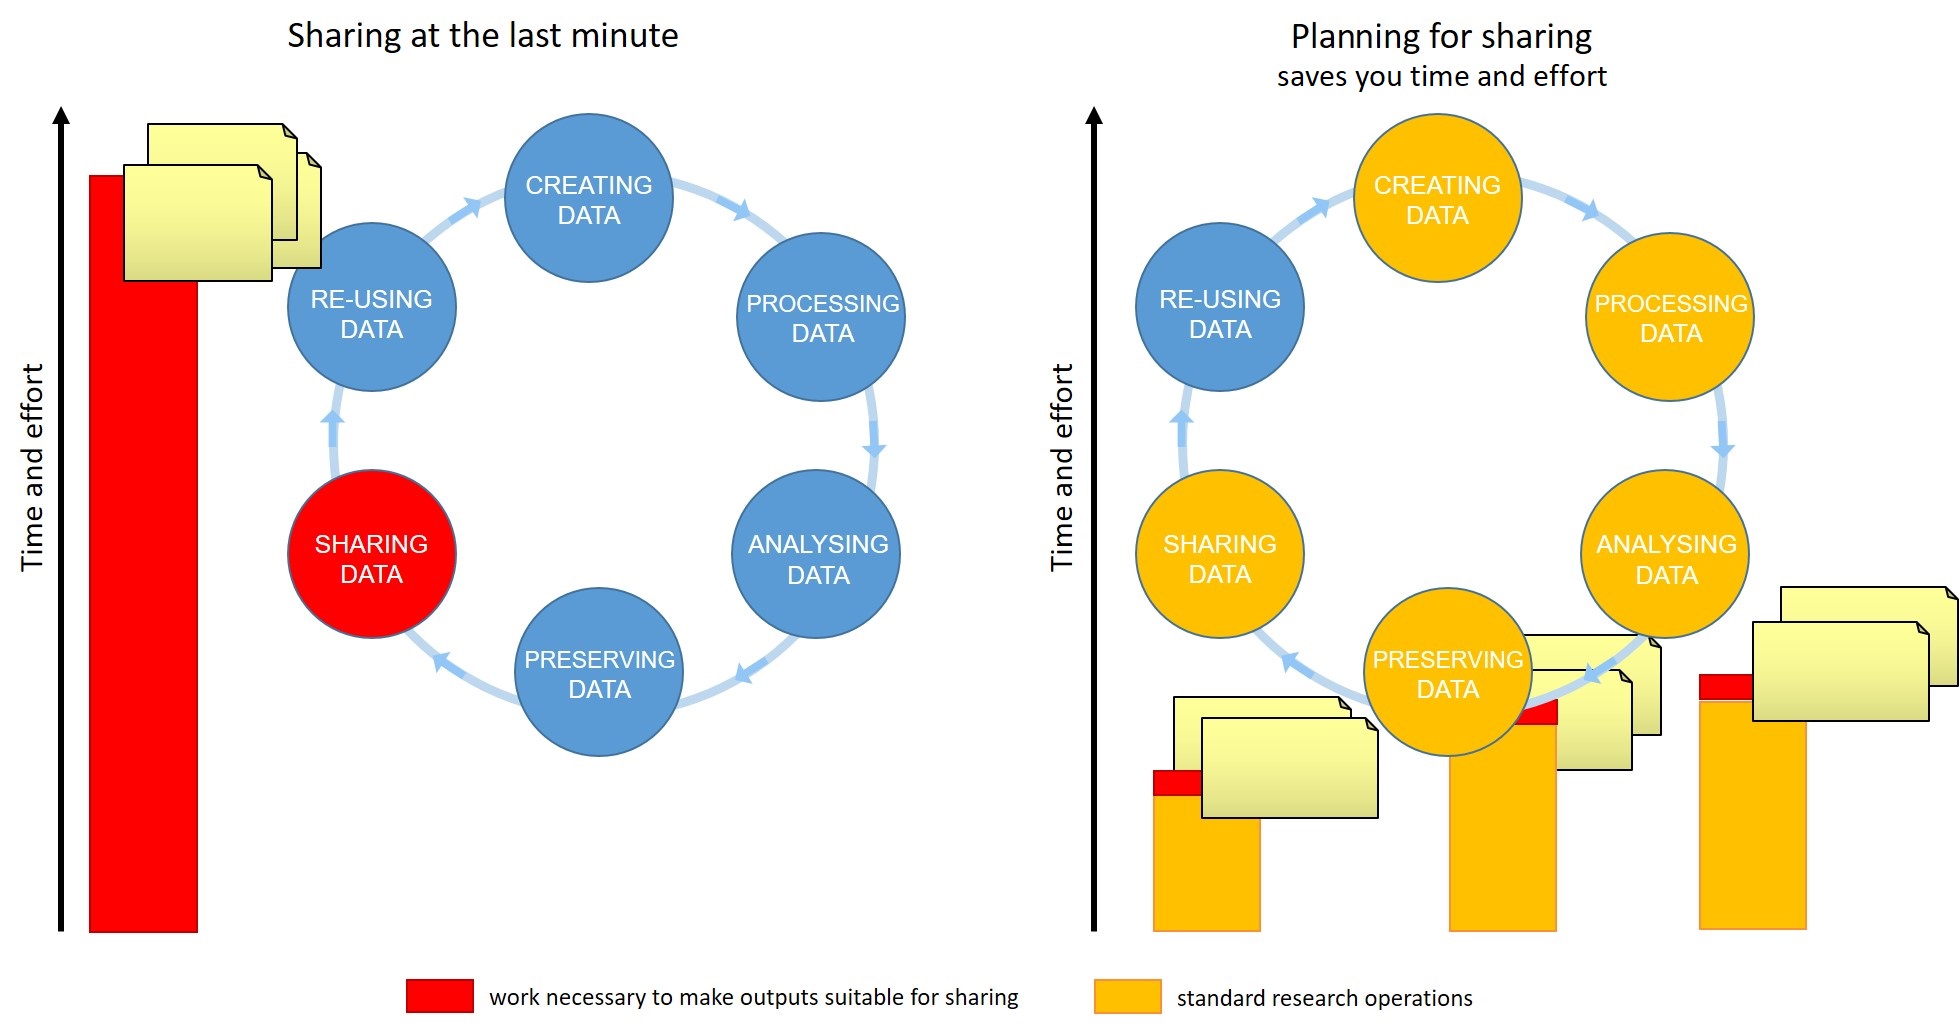 Sharing at the last minute
Time and effort
CREATING
DATA
PROCESSING
DATA
ANALYSING
DATA
PRESERVING
DATA
SHARING
DATA
RE-USING
DATA
Planning for sharing
saves you time and effort
Time and effort
CREATING
DATA
PROCESSING
DATA
ANALYSING
DATA
PRESERVING
DATA
SHARING
DATA
RE-USING
DATA
work necessary to make outputs suitable for sharing
standard research operations